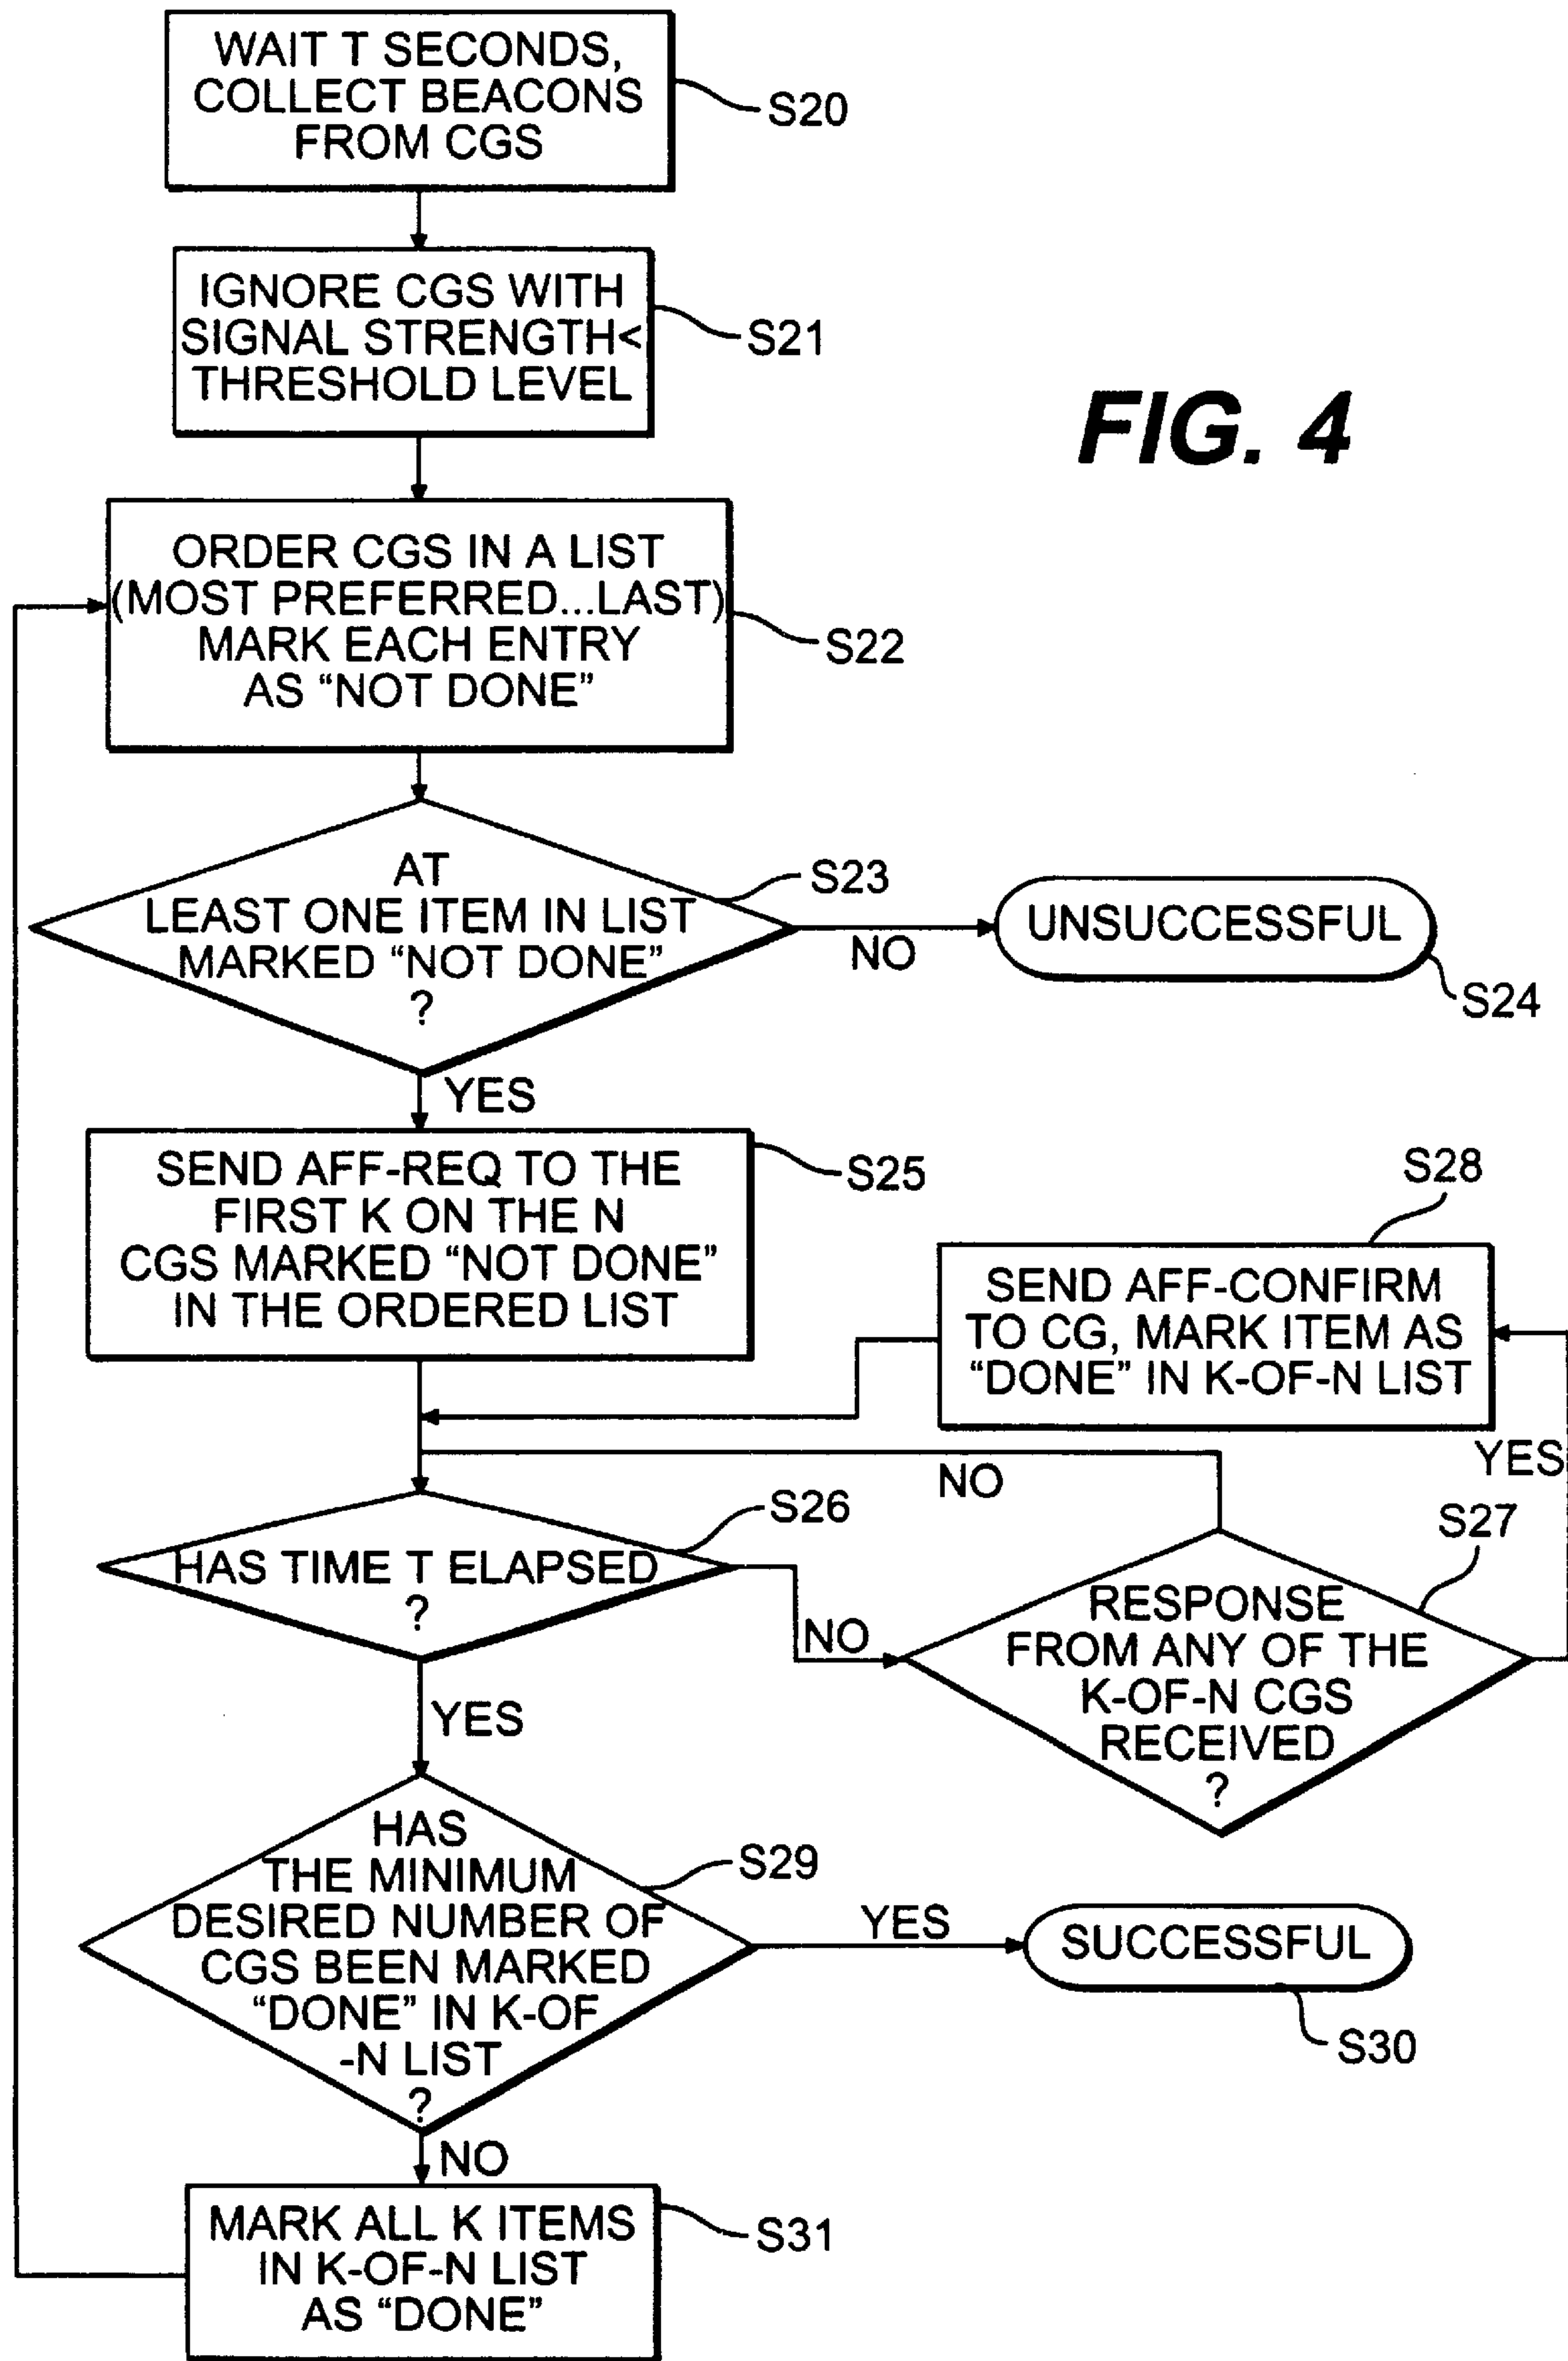 WAIT T SECONDS,
COLLECT BEACONS
FROM CGS
S20
IGNORE CGS WITH
SIGNAL STRENGTH<
THRESHOLD LEVEL
S21
FIG. 4
ORDER CGS IN A LIST
(MOST PREFERRED...LAST)
MARK EACH ENTRY
AS “NOT DONE”
S22
AT
LEAST ONE ITEM IN LIST
MARKED “NOT DONE”
?
S23
NO
UNSUCCESSFUL
S24
YES
SEND AFF-REQ TO THE
FIRST K ON THE N
CGS MARKED “NOT DONE”
IN THE ORDERED LIST
S25
S28
SEND AFF-CONFIRM
TO CG, MARK ITEM AS
“DONE” IN K-OF-N LIST
NO
YES
HAS TIME T ELAPSED
?
S26
NO
S27
RESPONSE
FROM ANY OF THE
K-OF-N CGS
RECEIVED
?
YES
HAS
THE MINIMUM
DESIRED NUMBER OF
CGS BEEN MARKED
“DONE” IN K-OF
-N LIST
?
S29
YES
SUCCESSFUL
S30
NO
MARK ALL K ITEMS
IN K-OF-N LIST
AS “DONE”
S31